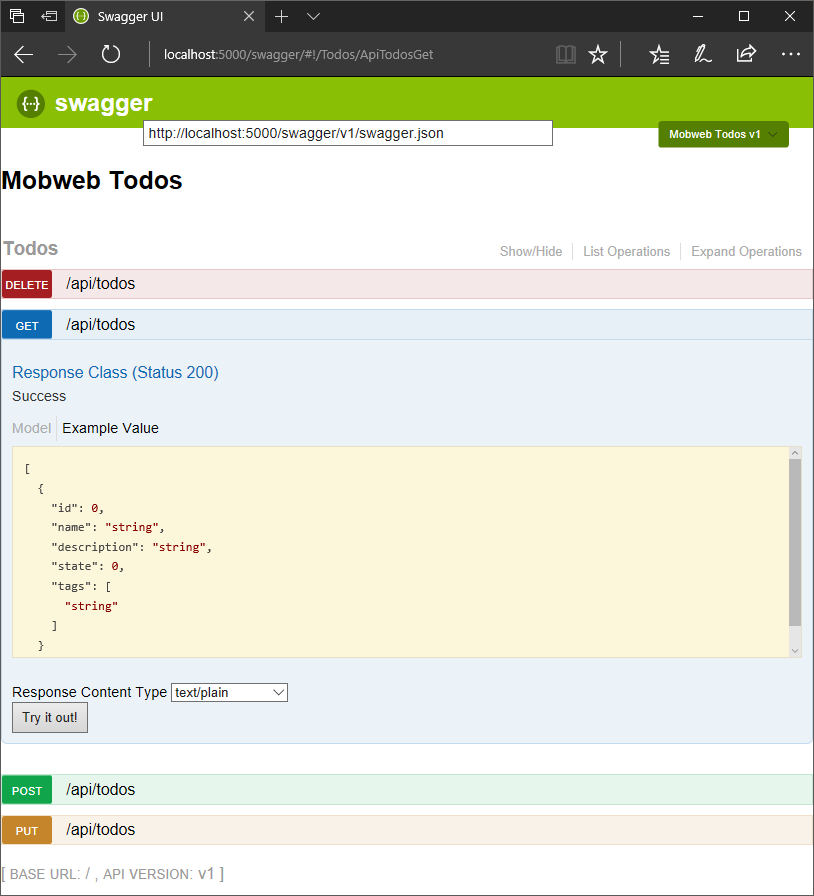 Swagger UI
localhost:5000/swagger/#!/Todos/ApiTodosGet
{··} swagger
http://localhost:5000/swagger/v1/swagger.json
Mobweb Todos v1
Mobweb Todos
Todos
Show/Hide List Operations Expand Operations
DELETE /api/todos
GET /api/todos
Response Class (Status 200)
Success
Model Example Value
[
{
"id": 0,
"name": "string",
"description": "string",
"state": 0,
"tags": [
"string"
]
}
Response Content Type text/plain
Try it out!
POST /api/todos
PUT /api/todos
[ BASE URL: / , API VERSION: v1 ]